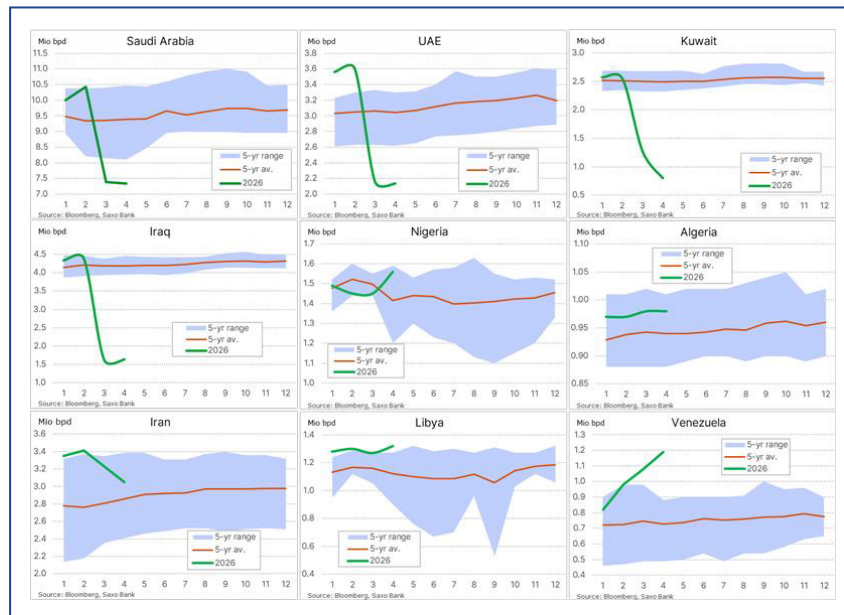 Mio bpd
Saudi Arabia
11.5
11.0
10.5
10.0
9.5
9.0
8.5
8.0
7.5
7.0
5-yr range
5-yr av.
2026
1 2 3 4 5 6 7 8 9 10 11 12
Source: Bloomberg, Saxo Bank
Mio bpd
UAE
3.8
3.6
3.4
3.2
3.0
2.8
2.6
2.4
2.2
2.0
5-yr range
5-yr av.
2026
1 2 3 4 5 6 7 8 9 10 11 12
Source: Bloomberg, Saxo Bank
Mio bpd
Kuwait
3.0
2.5
2.0
1.5
1.0
0.5
5-yr range
5-yr av.
2026
1 2 3 4 5 6 7 8 9 10 11 12
Source: Bloomberg, Saxo Bank
Iraq
4.5
4.0
3.5
3.0
2.5
2.0
1.5
1.0
5-yr range
5-yr av.
2026
1 2 3 4 5 6 7 8 9 10 11 12
Source: Bloomberg, Saxo Bank
Nigeria
1.7
1.6
1.5
1.4
1.3
1.2
1.1
1.0
5-yr range
5-yr av.
2026
1 2 3 4 5 6 7 8 9 10 11 12
Source: Bloomberg, Saxo Bank
Algeria
1.10
1.05
1.00
0.95
0.90
0.85
5-yr range
5-yr av.
2026
1 2 3 4 5 6 7 8 9 10 11 12
Source: Bloomberg, Saxo Bank
Mio bpd
Iran
3.6
3.4
3.2
3.0
2.8
2.6
2.4
2.2
2.0
5-yr range
5-yr av.
2026
1 2 3 4 5 6 7 8 9 10 11 12
Source: Bloomberg, Saxo Bank
Mio bpd
Libya
1.4
1.2
1.0
0.8
0.6
0.4
5-yr range
5-yr av.
2026
1 2 3 4 5 6 7 8 9 10 11 12
Source: Bloomberg, Saxo Bank
Mio bpd
Venezuela
1.3
1.2
1.1
1.0
0.9
0.8
0.7
0.6
0.5
0.4
5-yr range
5-yr av.
2026
1 2 3 4 5 6 7 8 9 10 11 12
Source: Bloomberg, Saxo Bank